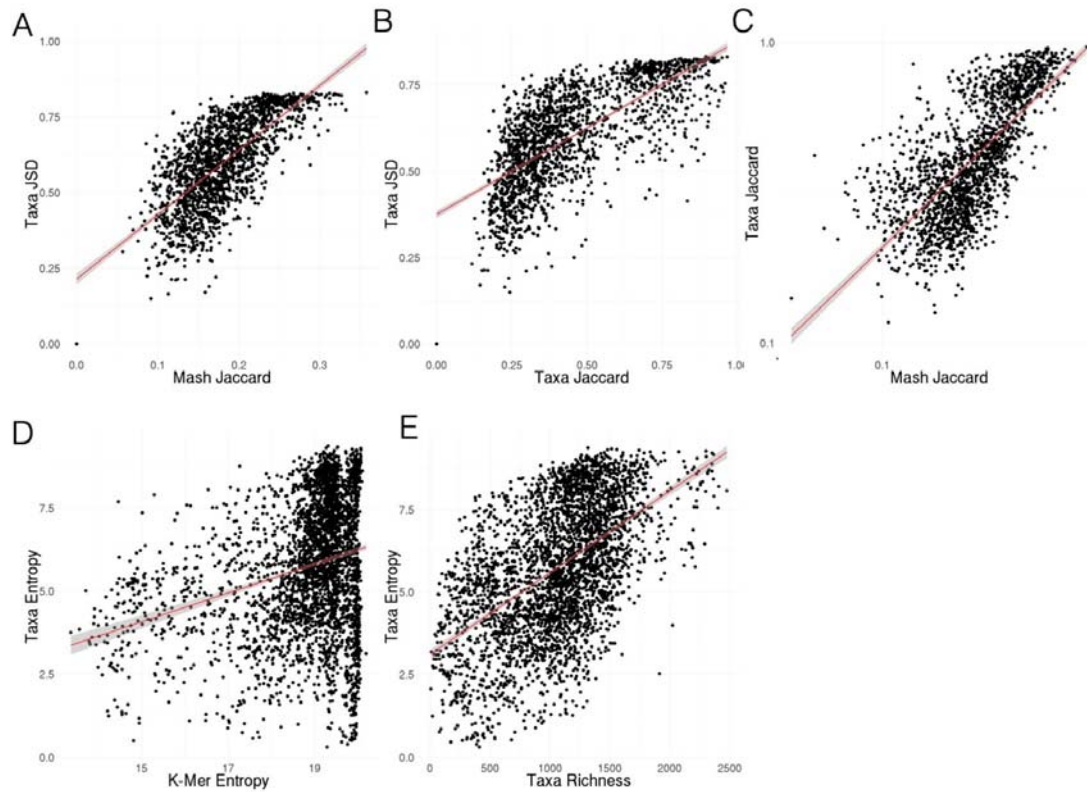 A
1.00
0.75
0.50
0.25
0.00
Taxa JSD
0.0
0.1
0.2
0.3
Mash Jaccard
B
0.75
0.50
0.25
0.00
Taxa JSD
0.00
0.25
0.50
0.75
1.0
Taxa Jaccard
C
1.0
0.1
Taxa Jaccard
0.1
Mash Jaccard
D
7.5
5.0
2.5
0.0
Taxa Entropy
15
17
19
K-Mer Entropy
E
7.5
5.0
2.5
0.0
Taxa Entropy
0
500
1000
1500
2000
2500
Taxa Richness